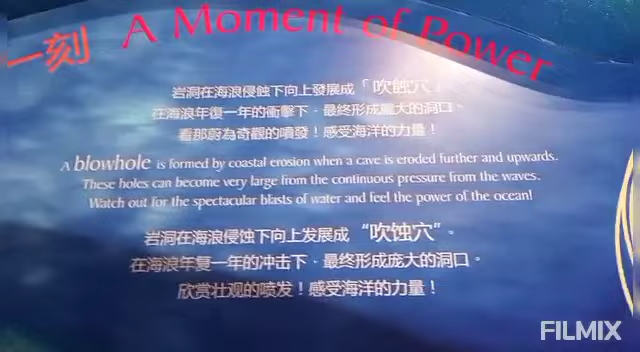 一刻 A Moment of Power
岩洞在海浪侵蝕下向上發展成「吹蝕穴」
在海浪年復一年的衝擊下，最終形成龐大的洞口。
看那蔚為奇觀的噴發！感受海洋的力量！
A blowhole is formed by coastal erosion when a cave is eroded further and upwards.
These holes can become very large from the continuous pressure from the waves.
Watch out for the spectacular blasts of water and feel the power of the ocean!
岩洞在海浪侵蚀下向上发展成 “吹蚀穴”。
在海浪年复一年的冲击下，最终形成庞大的洞口。
欣赏壮观的喷发！感受海洋的力量！
FILMIX